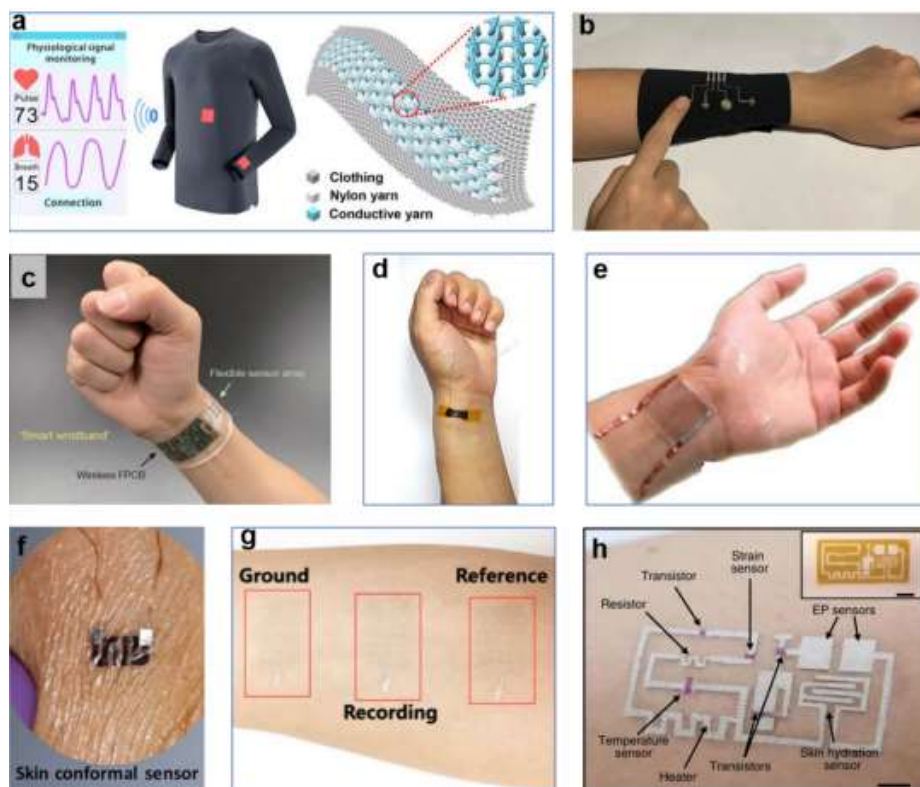 a
Physiological signal
monitoring
Pulse
73
Breath
15
Connection
Clothing
Nylon yarn
Conductive yarn
b
c
Flexible sensor array
'Smart wristband'
Wireless FPCB
d
e
f
Skin conformal sensor
g
Ground
Reference
Recording
h
Strain
sensor
Transistor
Resistor
EP sensors
Temperature
sensor
Heater
Transistors
Skin hydration
sensor